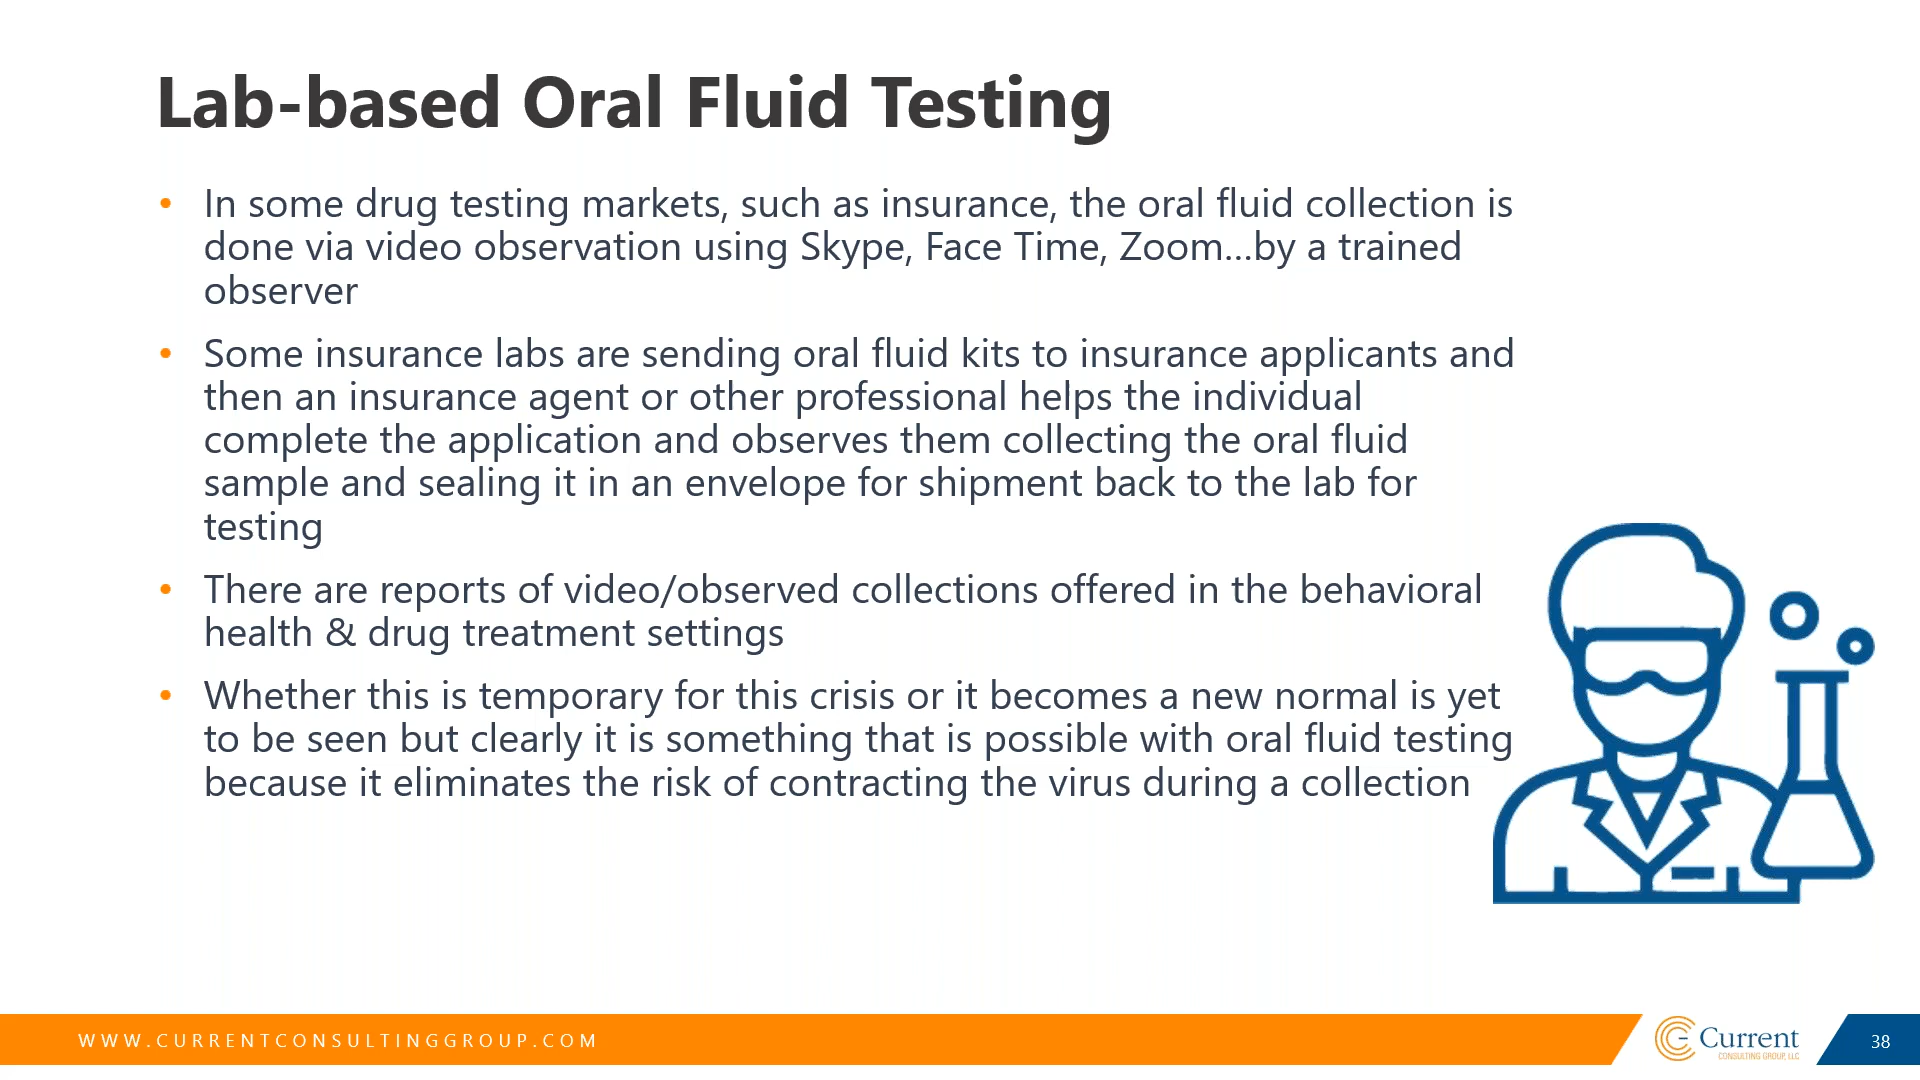 Lab-based Oral Fluid Testing
• In some drug testing markets, such as insurance, the oral fluid collection is
done via video observation using Skype, Face Time, Zoom...by a trained
observer
• Some insurance labs are sending oral fluid kits to insurance applicants and
then an insurance agent or other professional helps the individual
complete the application and observes them collecting the oral fluid
sample and sealing it in an envelope for shipment back to the lab for
testing
• There are reports of video/observed collections offered in the behavioral
health & drug treatment settings
• Whether this is temporary for this crisis or it becomes a new normal is yet
to be seen but clearly it is something that is possible with oral fluid testing
because it eliminates the risk of contracting the virus during a collection
WWW.CURRENTCONSULTINGGROUP.COM
Current
CONSULTING GROUP, LLC
38